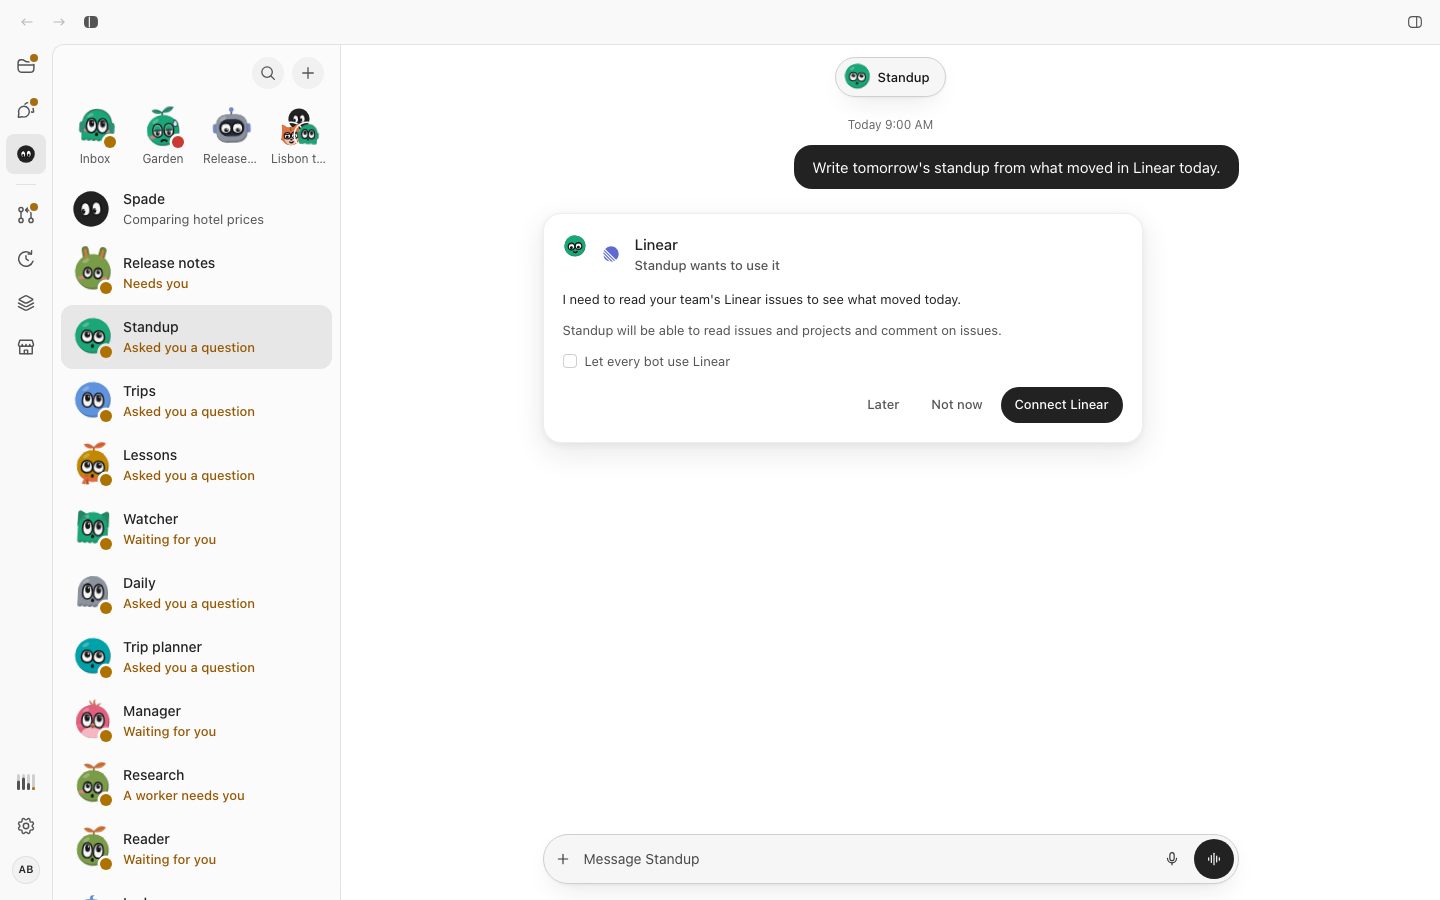 Inbox
Garden
Release...
Lisbon t...
Spade
Comparing hotel prices
Release notes
Needs you
Standup
Asked you a question
Trips
Asked you a question
Lessons
Asked you a question
Watcher
Waiting for you
Daily
Asked you a question
Trip planner
Asked you a question
Manager
Waiting for you
Research
A worker needs you
Reader
Waiting for you
AB
Standup
Today 9:00 AM
Write tomorrow's standup from what moved in Linear today.
Linear
Standup wants to use it
I need to read your team's Linear issues to see what moved today.
Standup will be able to read issues and projects and comment on issues.
Let every bot use Linear
Later
Not now
Connect Linear
Message Standup